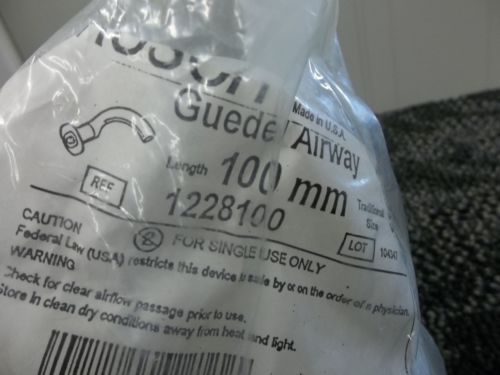 Made in U.S.A.
Guedel Airway
Length 100 mm
Traditional
Size
REF 1228100
LOT 104347
FOR SINGLE USE ONLY
CAUTION
Federal Law (USA) restricts this device to sale by or on the order of a physician.
WARNING
Check for clear airflow passage prior to use.
Store in clean dry conditions away from heat and light.